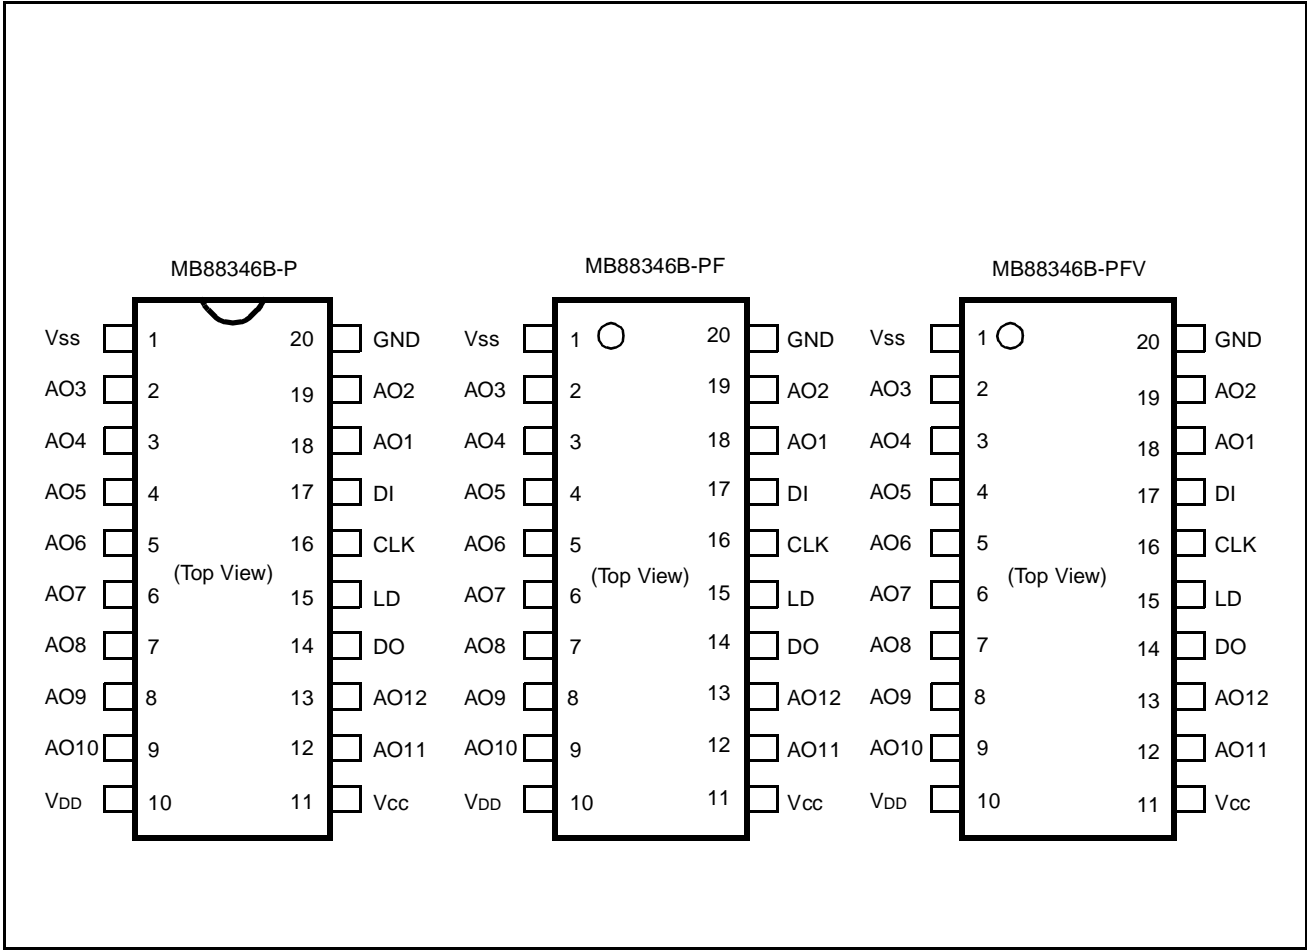 MB88346B-P
Vss 1 20 GND
AO3 2 19 AO2
AO4 3 18 AO1
AO5 4 17 DI
AO6 5 16 CLK
(Top View)
AO7 6 15 LD
AO8 7 14 DO
AO9 8 13 AO12
AO10 9 12 AO11
VDD 10 11 Vcc
MB88346B-PF
Vss 1 20 GND
AO3 2 19 AO2
AO4 3 18 AO1
AO5 4 17 DI
AO6 5 16 CLK
(Top View)
AO7 6 15 LD
AO8 7 14 DO
AO9 8 13 AO12
AO10 9 12 AO11
VDD 10 11 Vcc
MB88346B-PFV
Vss 1 20 GND
AO3 2 19 AO2
AO4 3 18 AO1
AO5 4 17 DI
AO6 5 16 CLK
(Top View)
AO7 6 15 LD
AO8 7 14 DO
AO9 8 13 AO12
AO10 9 12 AO11
VDD 10 11 Vcc